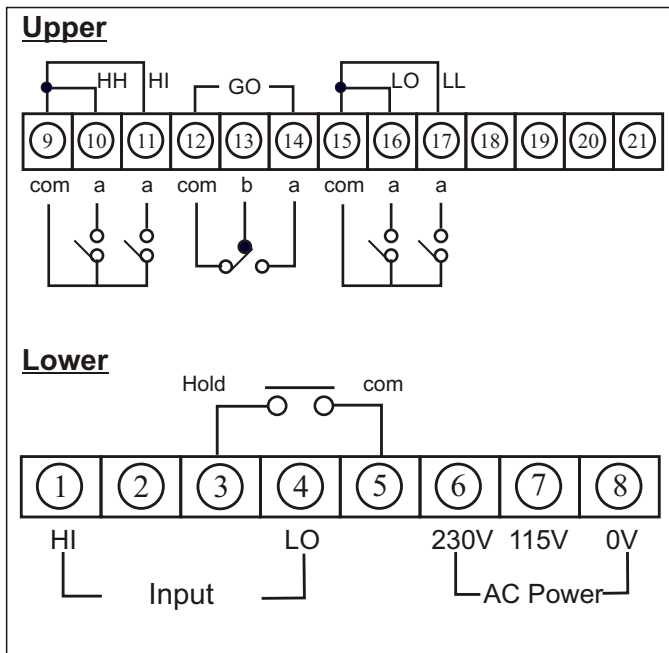 Upper
HH HI GO LO LL
9 10 11 12 13 14 15 16 17 18 19 20 21
com a a com b a com a a
Lower
Hold com
1 2 3 4 5 6 7 8
HI LO 230V 115V 0V
Input AC Power